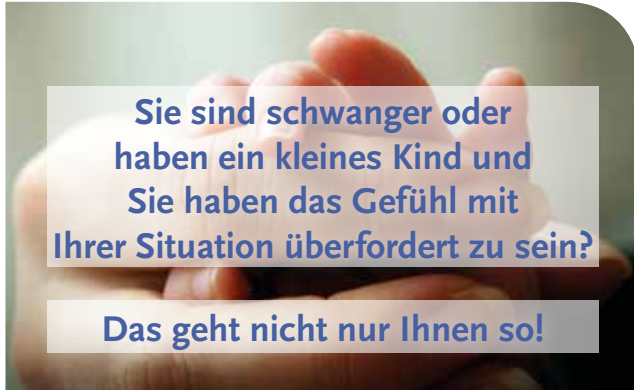 Sie sind schwanger oder
haben ein kleines Kind und
Sie haben das Gefühl mit
Ihrer Situation überfordert zu sein?
Das geht nicht nur Ihnen so!